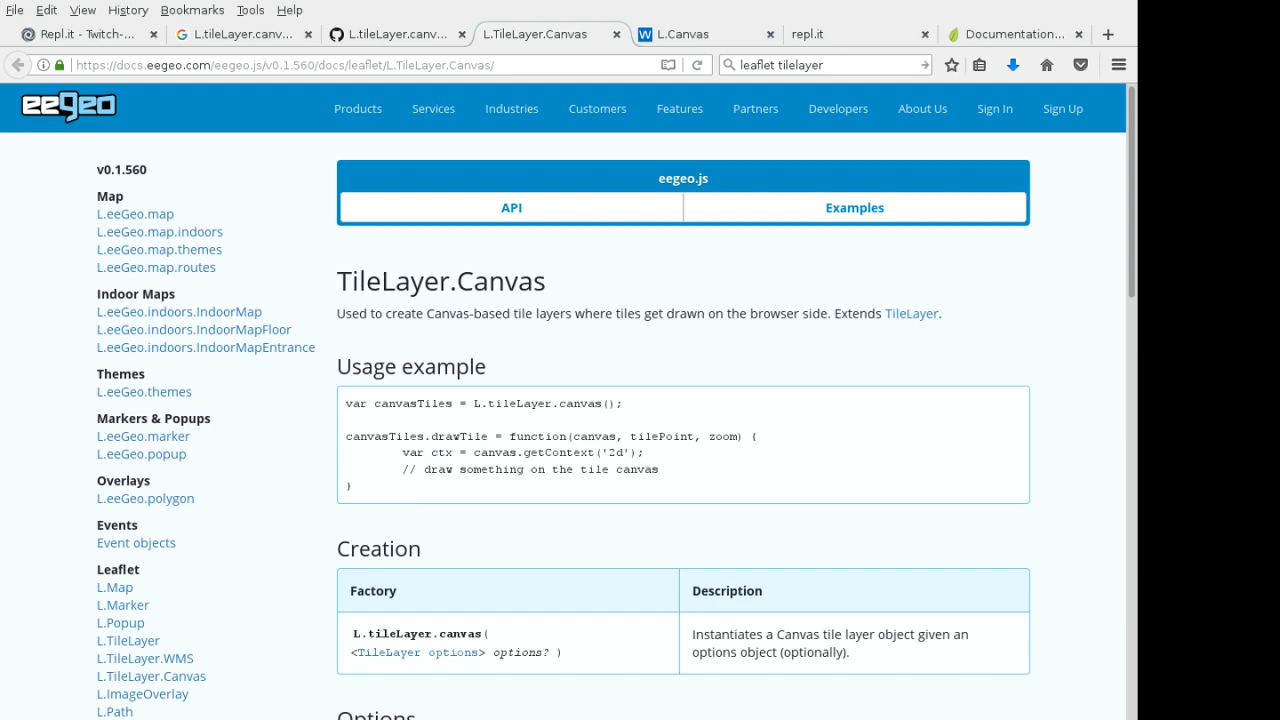 File Edit View History Bookmarks Tools Help
Repl.it - Twitch-... × L.tileLayer.canv... × L.tileLayer.canv... × L.TileLayer.Canvas × L.Canvas × repl.it × Documentation... × +
https://docs.eegeo.com/eegeo.js/v0.1.560/docs/leaflet/L.TileLayer.Canvas/ leaflet tilelayer
eegeo Products Services Industries Customers Features Partners Developers About Us Sign In Sign Up
v0.1.560
Map
L.eeGeo.map
L.eeGeo.map.indoors
L.eeGeo.map.themes
L.eeGeo.map.routes
Indoor Maps
L.eeGeo.indoors.IndoorMap
L.eeGeo.indoors.IndoorMapFloor
L.eeGeo.indoors.IndoorMapEntrance
Themes
L.eeGeo.themes
Markers & Popups
L.eeGeo.marker
L.eeGeo.popup
Overlays
L.eeGeo.polygon
Events
Event objects
Leaflet
L.Map
L.Marker
L.Popup
L.TileLayer
L.TileLayer.WMS
L.TileLayer.Canvas
L.ImageOverlay
L.Path
eegeo.js
API Examples
TileLayer.Canvas
Used to create Canvas-based tile layers where tiles get drawn on the browser side. Extends TileLayer.
Usage example
var canvasTiles = L.tileLayer.canvas();
canvasTiles.drawTile = function(canvas, tilePoint, zoom) {
var ctx = canvas.getContext('2d');
// draw something on the tile canvas
}
Creation
Factory Description
L.tileLayer.canvas( Instantiates a Canvas tile layer object given an
<TileLayer options> options? ) options object (optionally).
Options